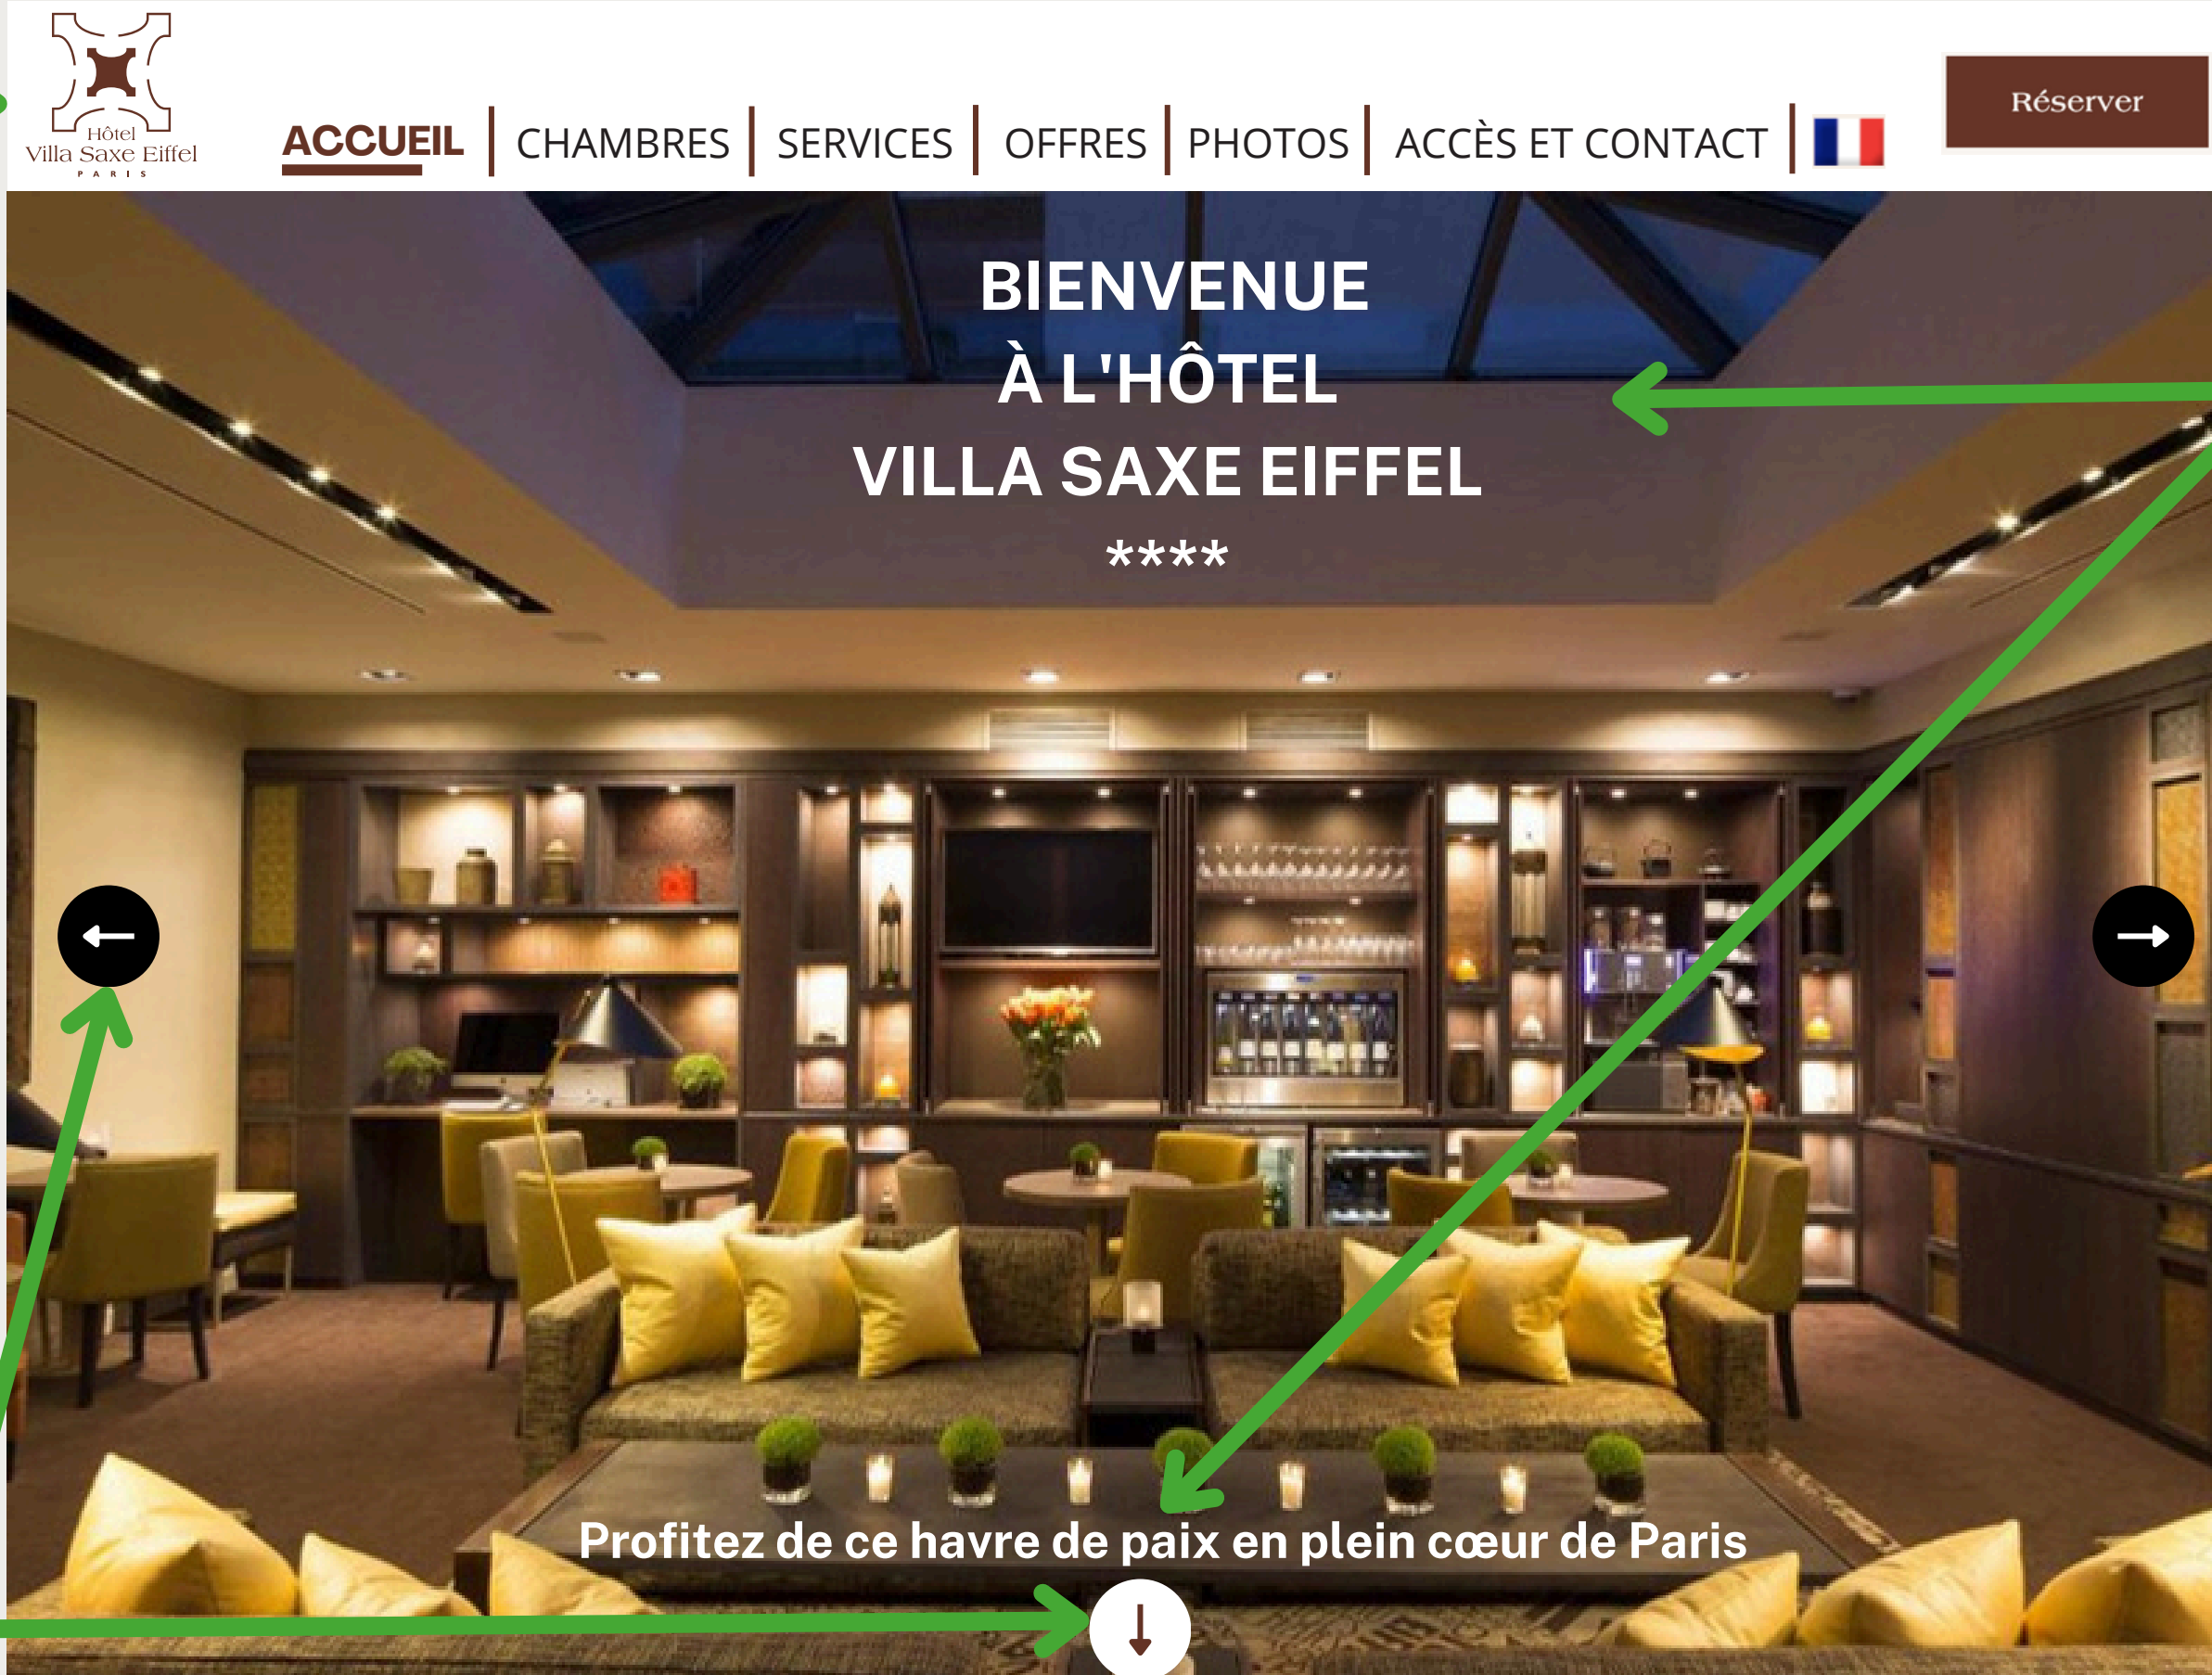 Hôtel
Villa Saxe Eiffel
PARIS
ACCUEIL
CHAMBRES
SERVICES
OFFRES
PHOTOS
ACCÈS ET CONTACT
Réserver
BIENVENUE
À L'HÔTEL
VILLA SAXE EIFFEL
****
Profitez de ce havre de paix en plein cœur de Paris